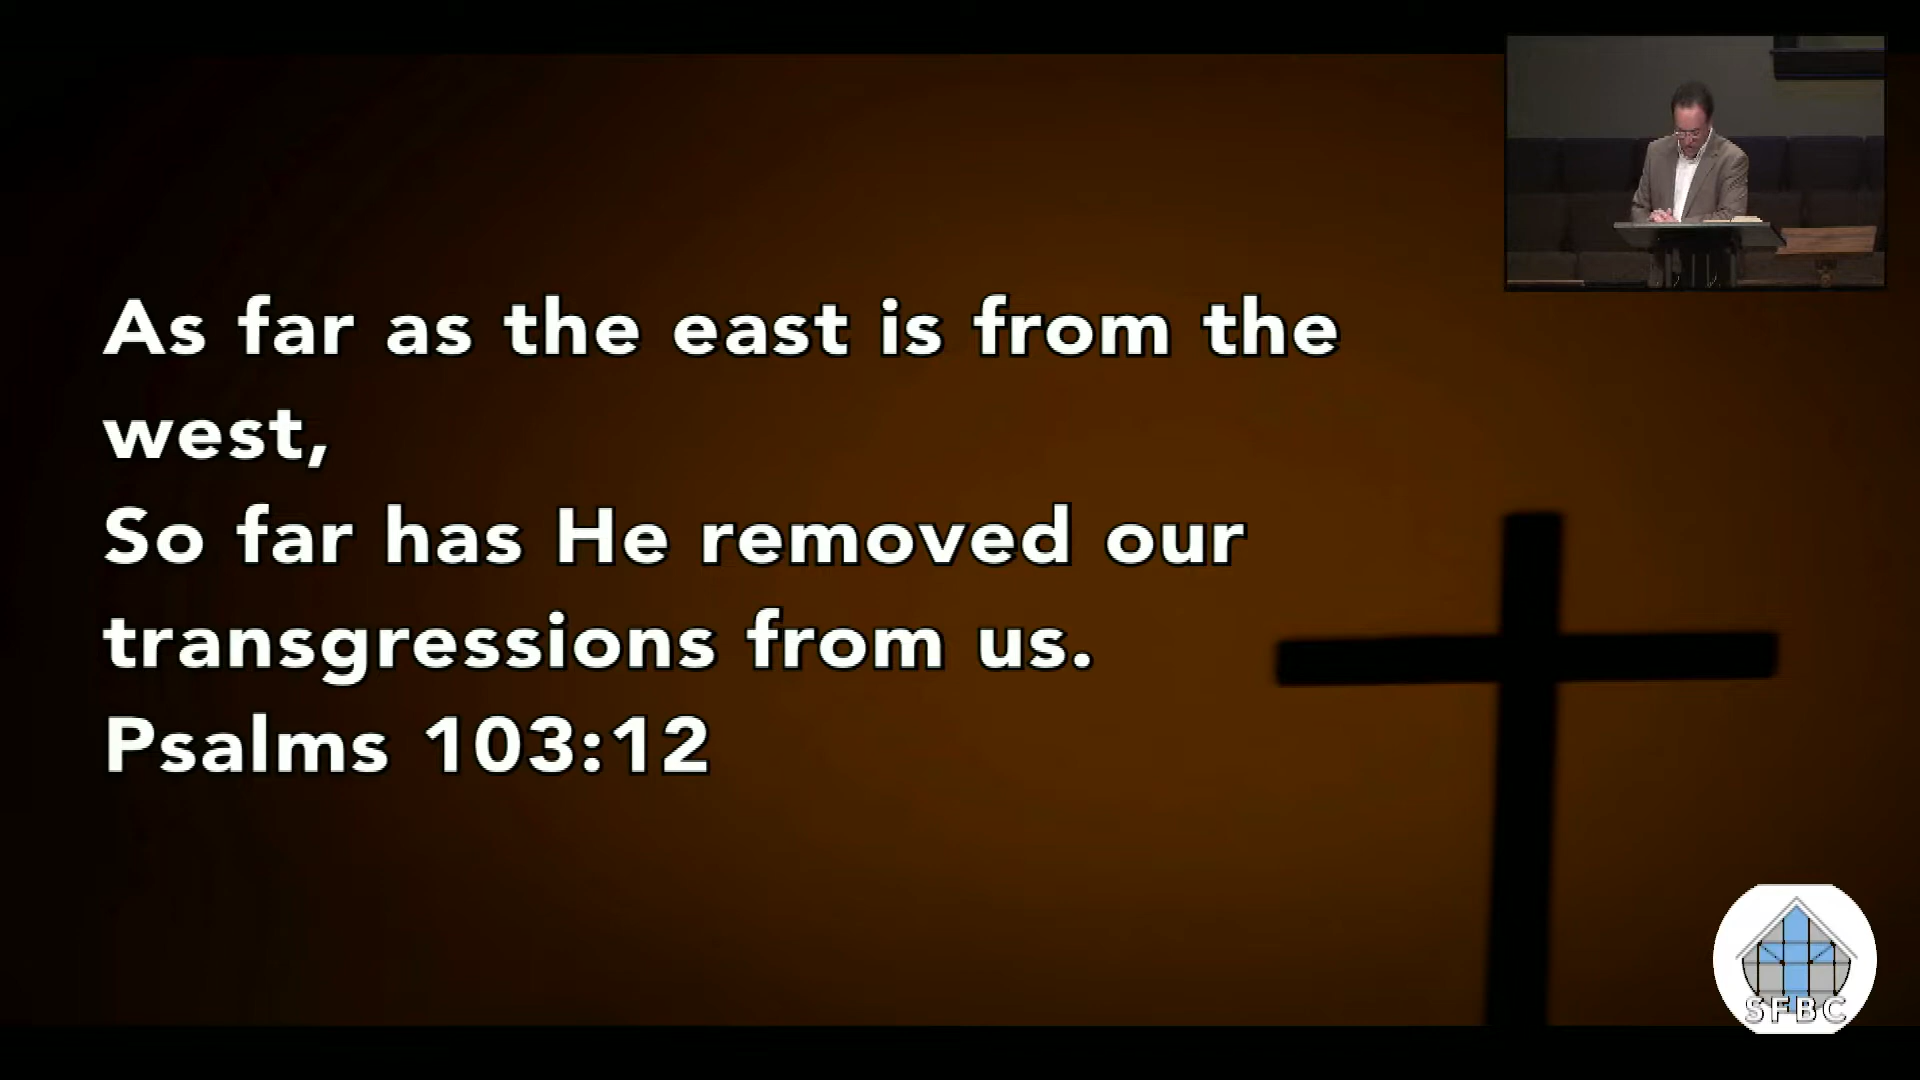 As far as the east is from the
west,
So far has He removed our
transgressions from us.
Psalms 103:12
SFBC